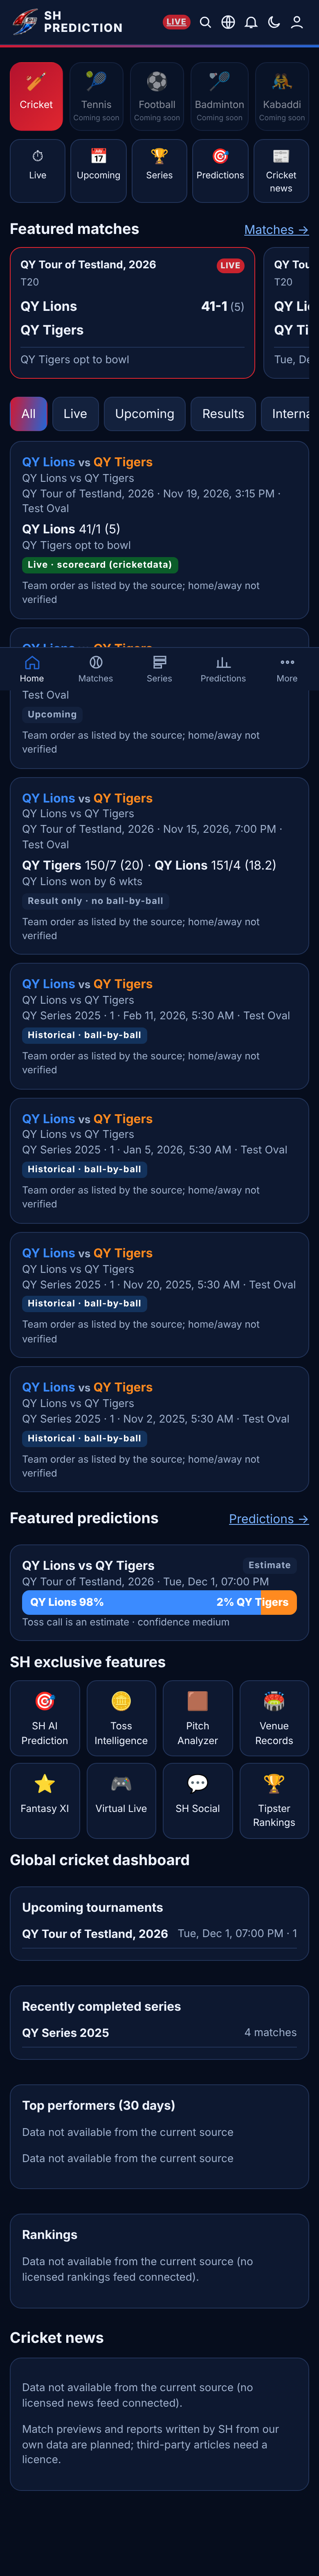 SH
PREDICTION
LIVE
Cricket
Tennis
Coming soon
Football
Coming soon
Badminton
Coming soon
Kabaddi
Coming soon
Live
Upcoming
Series
Predictions
Cricket
news
Featured matches
Matches →
QY Tour of Testland, 2026
LIVE
T20
QY Lions 41-1 (5)
QY Tigers
QY Tigers opt to bowl
QY Tou
T20
QY Li
QY Ti
Tue, De
All
Live
Upcoming
Results
Interna
QY Lions vs QY Tigers
QY Lions vs QY Tigers
QY Tour of Testland, 2026 · Nov 19, 2026, 3:15 PM ·
Test Oval
QY Lions 41/1 (5)
QY Tigers opt to bowl
Live · scorecard (cricketdata)
Team order as listed by the source; home/away not
verified
Home
Matches
Series
Predictions
More
Test Oval
Upcoming
Team order as listed by the source; home/away not
verified
QY Lions vs QY Tigers
QY Lions vs QY Tigers
QY Tour of Testland, 2026 · Nov 15, 2026, 7:00 PM ·
Test Oval
QY Tigers 150/7 (20) · QY Lions 151/4 (18.2)
QY Lions won by 6 wkts
Result only · no ball-by-ball
Team order as listed by the source; home/away not
verified
QY Lions vs QY Tigers
QY Lions vs QY Tigers
QY Series 2025 · 1 · Feb 11, 2026, 5:30 AM · Test Oval
Historical · ball-by-ball
Team order as listed by the source; home/away not
verified
QY Lions vs QY Tigers
QY Lions vs QY Tigers
QY Series 2025 · 1 · Jan 5, 2026, 5:30 AM · Test Oval
Historical · ball-by-ball
Team order as listed by the source; home/away not
verified
QY Lions vs QY Tigers
QY Lions vs QY Tigers
QY Series 2025 · 1 · Nov 20, 2025, 5:30 AM · Test Oval
Historical · ball-by-ball
Team order as listed by the source; home/away not
verified
QY Lions vs QY Tigers
QY Lions vs QY Tigers
QY Series 2025 · 1 · Nov 2, 2025, 5:30 AM · Test Oval
Historical · ball-by-ball
Team order as listed by the source; home/away not
verified
Featured predictions
Predictions →
QY Lions vs QY Tigers
Estimate
QY Tour of Testland, 2026 · Tue, Dec 1, 07:00 PM
QY Lions 98%
2% QY Tigers
Toss call is an estimate · confidence medium
SH exclusive features
SH AI
Prediction
Toss
Intelligence
Pitch
Analyzer
Venue
Records
Fantasy XI
Virtual Live
SH Social
Tipster
Rankings
Global cricket dashboard
Upcoming tournaments
QY Tour of Testland, 2026 Tue, Dec 1, 07:00 PM · 1
Recently completed series
QY Series 2025 4 matches
Top performers (30 days)
Data not available from the current source
Data not available from the current source
Rankings
Data not available from the current source (no
licensed rankings feed connected).
Cricket news
Data not available from the current source (no
licensed news feed connected).
Match previews and reports written by SH from our
own data are planned; third-party articles need a
licence.